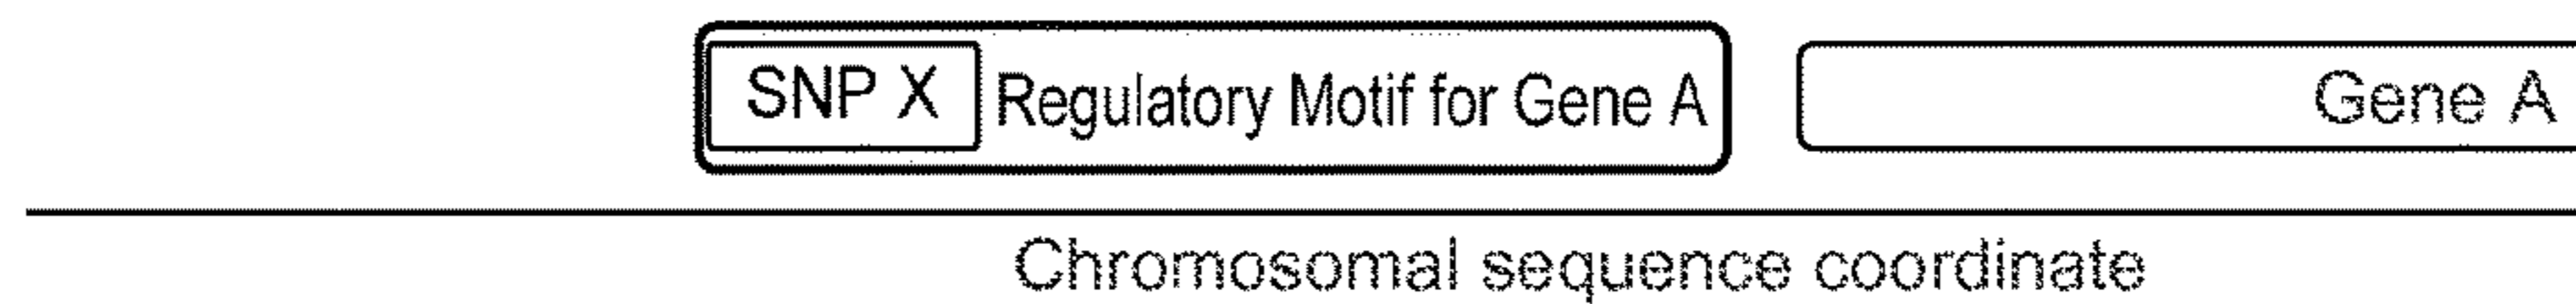 SNP X Regulatory Motif for Gene A Gene A
Chromosomal sequence coordinate